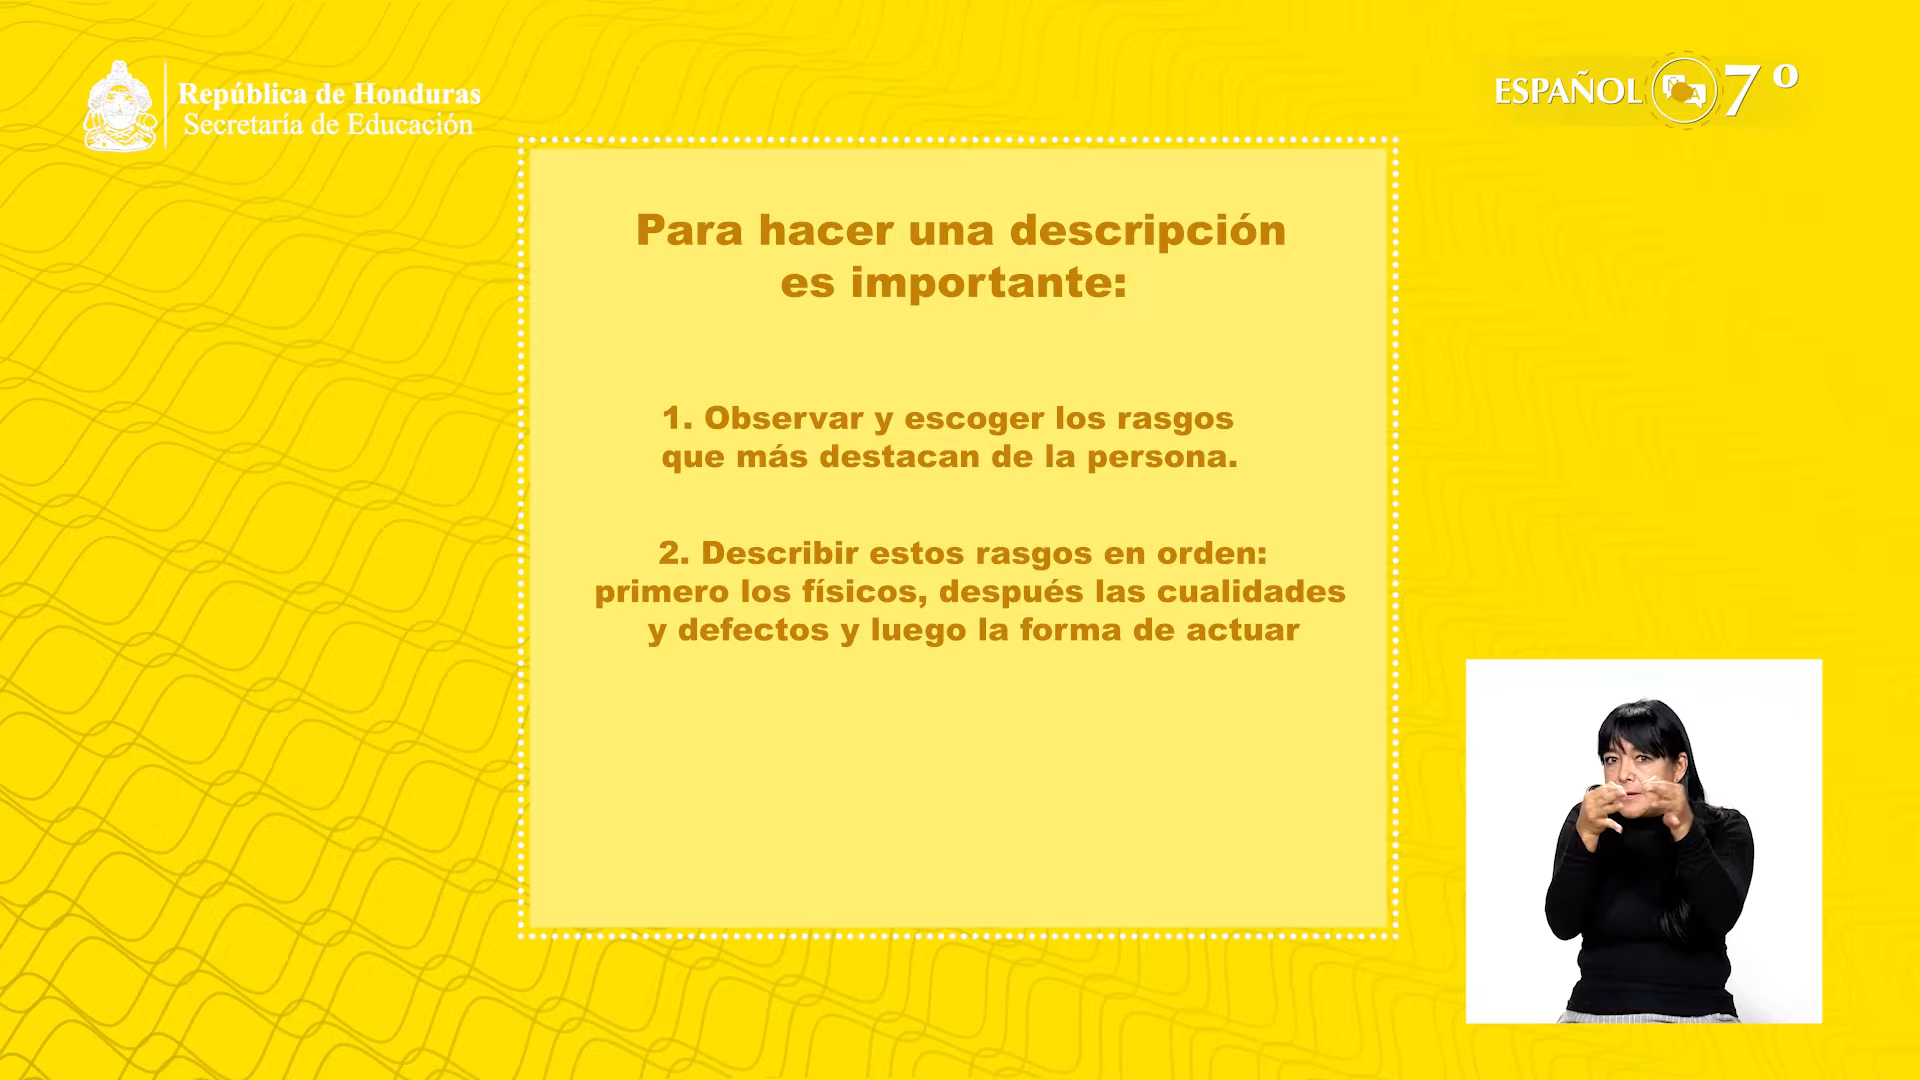 República de Honduras
Secretaría de Educación
ESPAÑOL 7º
Para hacer una descripción
es importante:
1. Observar y escoger los rasgos
que más destacan de la persona.
2. Describir estos rasgos en orden:
primero los físicos, después las cualidades
y defectos y luego la forma de actuar